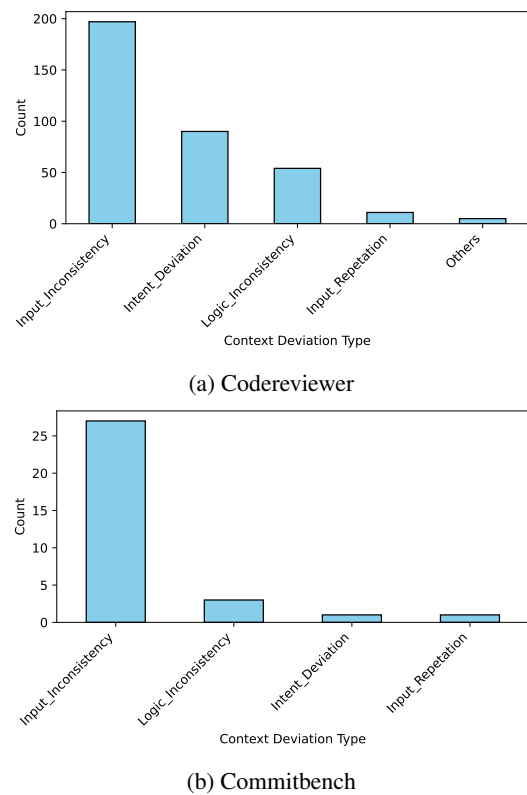 200
150
100
50
0
Count
Input_Inconsistency
Intent_Deviation
Logic_Inconsistency
Input_Repetation
Others
Context Deviation Type
(a) Codereviewer
25
20
15
10
5
0
Count
Input_Inconsistency
Logic_Inconsistency
Intent_Deviation
Input_Repetation
Context Deviation Type
(b) Commitbench